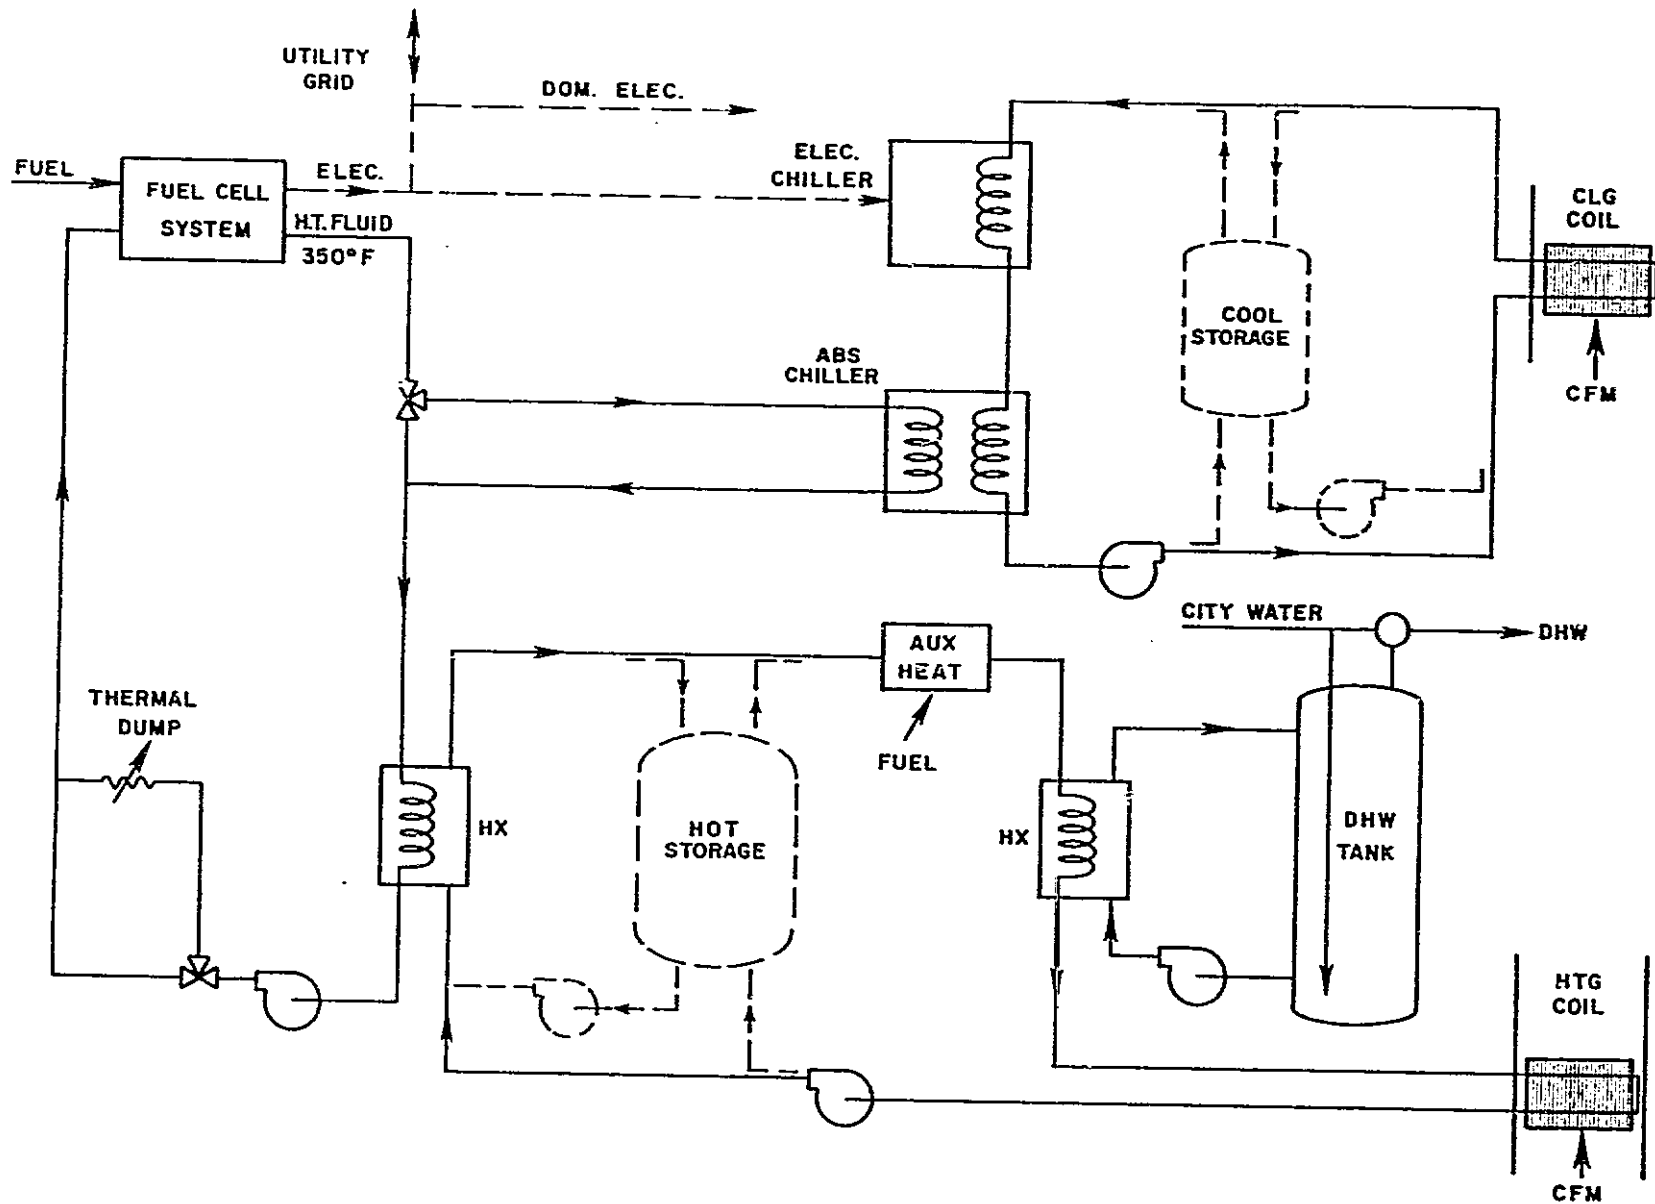 UTILITY
GRID
DOM. ELEC.
FUEL
FUEL CELL
SYSTEM
ELEC.
H.T. FLUID
350°F
ELEC.
CHILLER
CLG
COIL
COOL
STORAGE
CFM
ABS
CHILLER
CITY WATER
DHW
AUX
HEAT
THERMAL
DUMP
FUEL
HX
HOT
STORAGE
HX
DHW
TANK
HTG
COIL
CFM